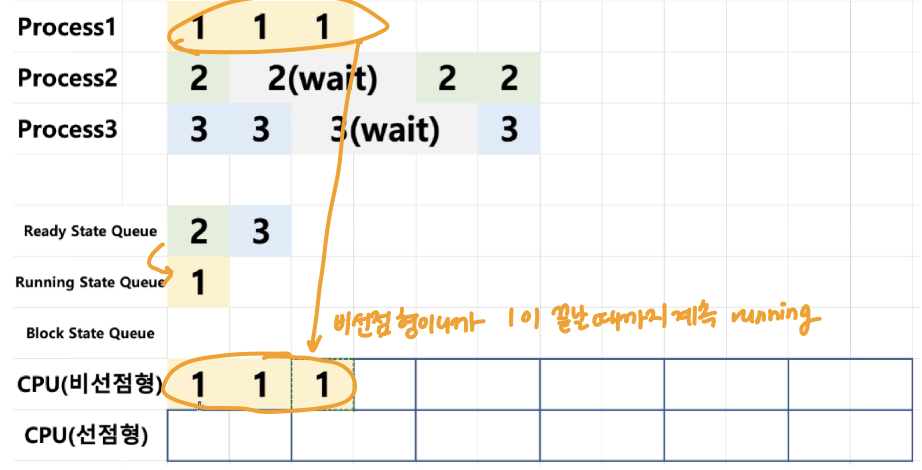 Process1 1 1 1
Process2 2 2(wait) 2 2
Process3 3 3 3(wait) 3
Ready State Queue 2 3
Running State Queue 1
비선점형이니까 1이 끝난때까지 계속 running
Block State Queue
CPU(비선점형) 1 1 1
CPU(선점형)